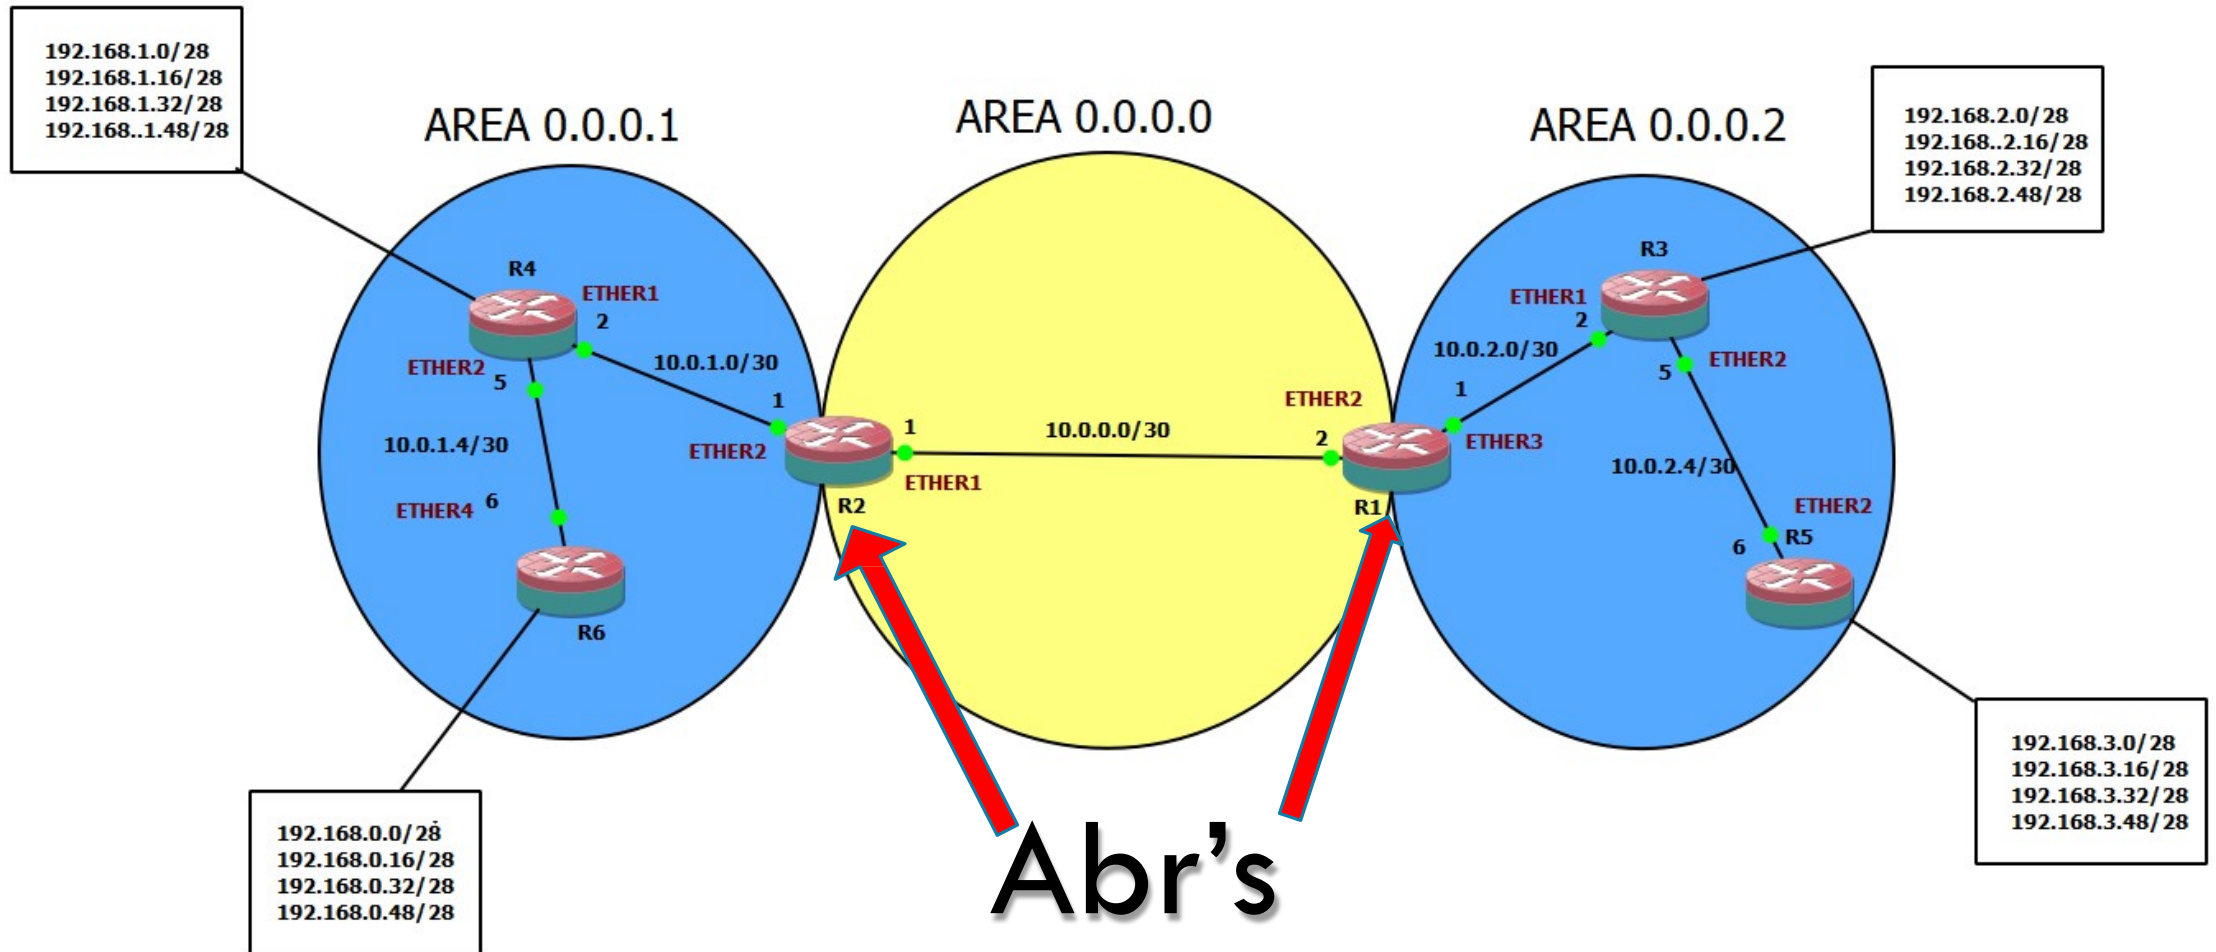 192.168.1.0/28
192.168.1.16/28
192.168.1.32/28
192.168..1.48/28
AREA 0.0.0.1
AREA 0.0.0.0
AREA 0.0.0.2
192.168.2.0/28
192.168..2.16/28
192.168.2.32/28
192.168.2.48/28
R4
ETHER1
2
10.0.1.0/30
ETHER2
5
1
ETHER2
10.0.1.4/30
ETHER4
6
R6
R2
1
ETHER1
10.0.0.0/30
ETHER2
2
R1
R3
ETHER1
2
10.0.2.0/30
1
ETHER3
ETHER2
5
10.0.2.4/30
ETHER2
6
R5
192.168.0.0/28
192.168.0.16/28
192.168.0.32/28
192.168.0.48/28
Abr’s
192.168.3.0/28
192.168.3.16/28
192.168.3.32/28
192.168.3.48/28